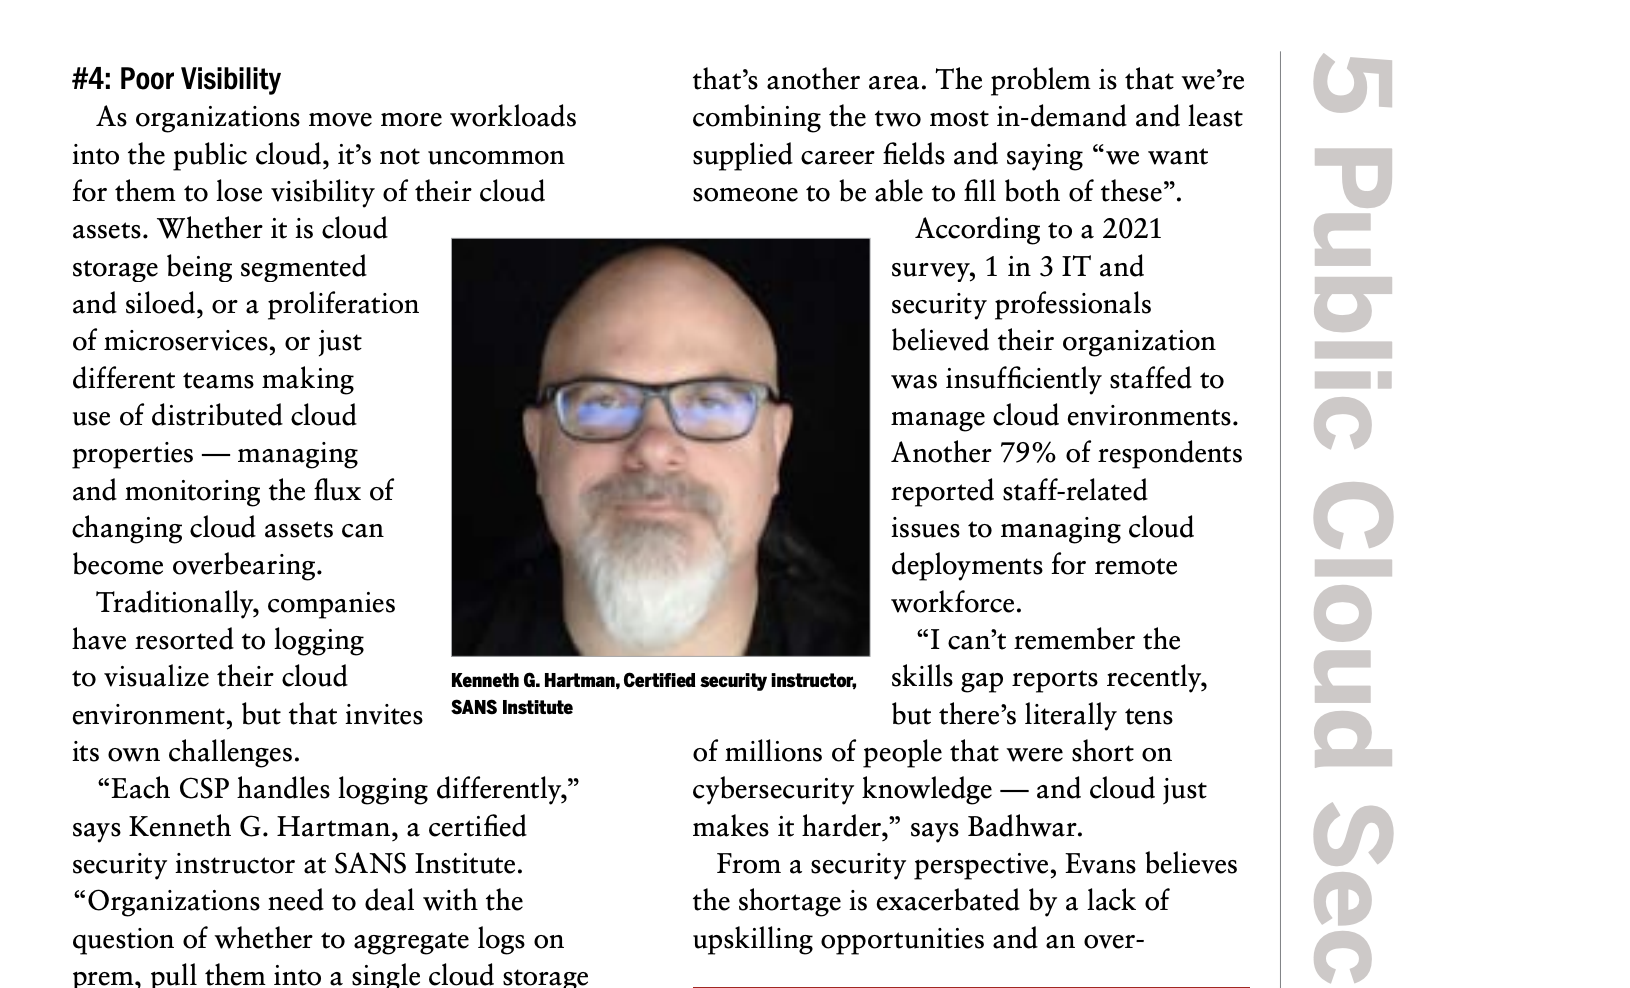 #4: Poor Visibility
As organizations move more workloads
into the public cloud, it’s not uncommon
for them to lose visibility of their cloud
assets. Whether it is cloud
storage being segmented
and siloed, or a proliferation
of microservices, or just
different teams making
use of distributed cloud
properties — managing
and monitoring the flux of
changing cloud assets can
become overbearing.
Traditionally, companies
have resorted to logging
to visualize their cloud
environment, but that invites
its own challenges.
“Each CSP handles logging differently,”
says Kenneth G. Hartman, a certified
security instructor at SANS Institute.
“Organizations need to deal with the
question of whether to aggregate logs on
prem, pull them into a single cloud storage
Kenneth G. Hartman, Certified security instructor,
SANS Institute
that’s another area. The problem is that we’re
combining the two most in-demand and least
supplied career fields and saying “we want
someone to be able to fill both of these”.
According to a 2021
survey, 1 in 3 IT and
security professionals
believed their organization
was insufficiently staffed to
manage cloud environments.
Another 79% of respondents
reported staff-related
issues to managing cloud
deployments for remote
workforce.
“I can’t remember the
skills gap reports recently,
but there’s literally tens
of millions of people that were short on
cybersecurity knowledge — and cloud just
makes it harder,” says Badhwar.
From a security perspective, Evans believes
the shortage is exacerbated by a lack of
upskilling opportunities and an over-
5 Public Cloud Sec